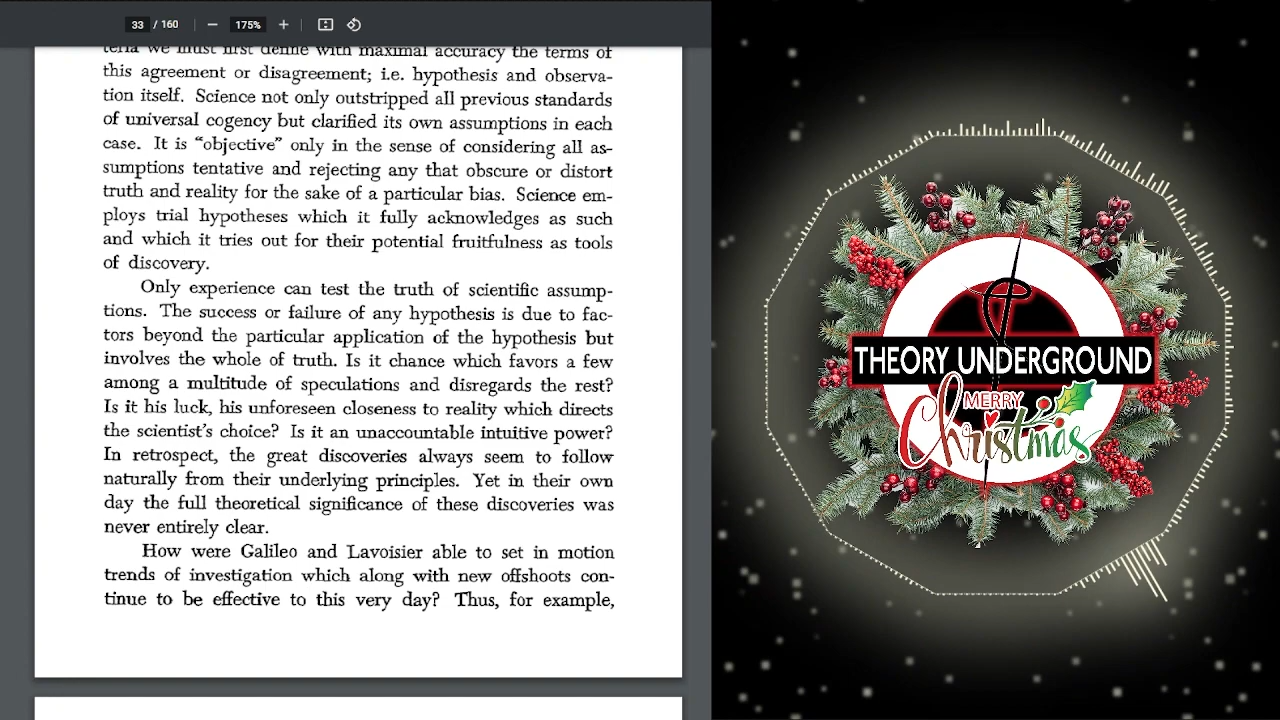 33 / 160
175%
teria we must first define with maximal accuracy the terms of
this agreement or disagreement; i.e. hypothesis and observa-
tion itself. Science not only outstripped all previous standards
of universal cogency but clarified its own assumptions in each
case. It is “objective” only in the sense of considering all as-
sumptions tentative and rejecting any that obscure or distort
truth and reality for the sake of a particular bias. Science em-
ploys trial hypotheses which it fully acknowledges as such
and which it tries out for their potential fruitfulness as tools
of discovery.
Only experience can test the truth of scientific assump-
tions. The success or failure of any hypothesis is due to fac-
tors beyond the particular application of the hypothesis but
involves the whole of truth. Is it chance which favors a few
among a multitude of speculations and disregards the rest?
Is it his luck, his unforeseen closeness to reality which directs
the scientist’s choice? Is it an unaccountable intuitive power?
In retrospect, the great discoveries always seem to follow
naturally from their underlying principles. Yet in their own
day the full theoretical significance of these discoveries was
never entirely clear.
How were Galileo and Lavoisier able to set in motion
trends of investigation which along with new offshoots con-
tinue to be effective to this very day? Thus, for example,
THEORY UNDERGROUND
MERRY
Christmas